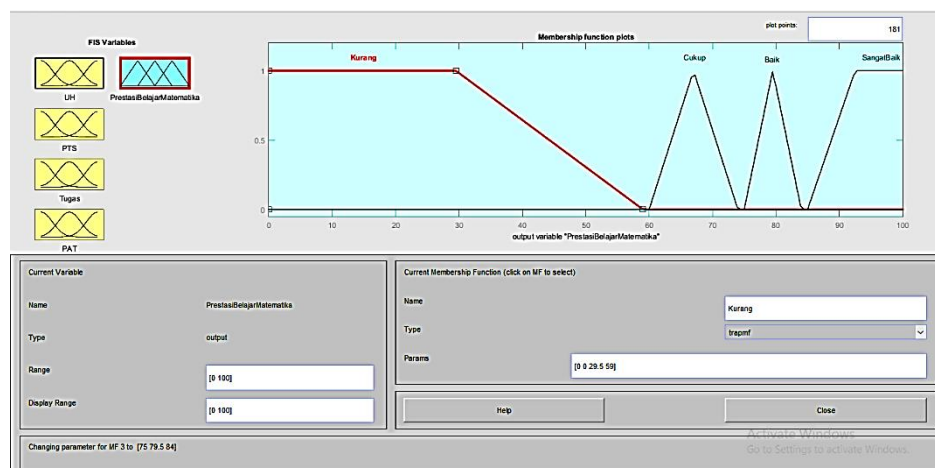 FIS Variables
UH
PrestasiBelajarMatematika
PTS
Tugas
PAT
plot points:
181
Membership function plots
Kurang
Cukup
Baik
SangatBaik
1
0.5
0
0 10 20 30 40 50 60 70 80 90 100
output variable "PrestasiBelajarMatematika"
Current Variable
Name PrestasiBelajarMatematika
Type output
Range [0 100]
Display Range [0 100]
Current Membership Function (click on MF to select)
Name Kurang
Type trapmf
Params [0 0 29.5 59]
Help Close
Changing parameter for MF 3 to [75 79.5 84]
Activate Windows
Go to Settings to activate Windows.